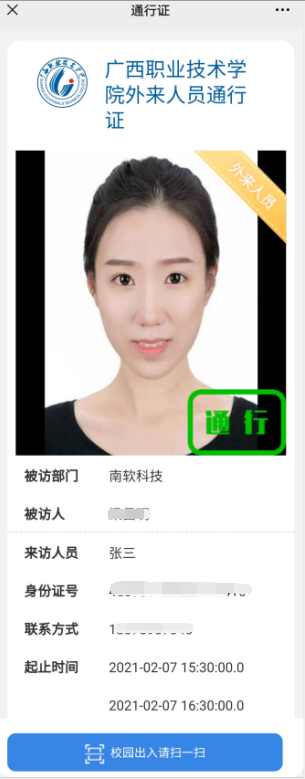 通行证
广西职业技术学
院外来人员通行
证
外来人员
通行
被访部门 南软科技
被访人
来访人员 张三
身份证号
联系方式
起止时间 2021-02-07 15:30:00.0
2021-02-07 16:30:00.0
校园出入请扫一扫